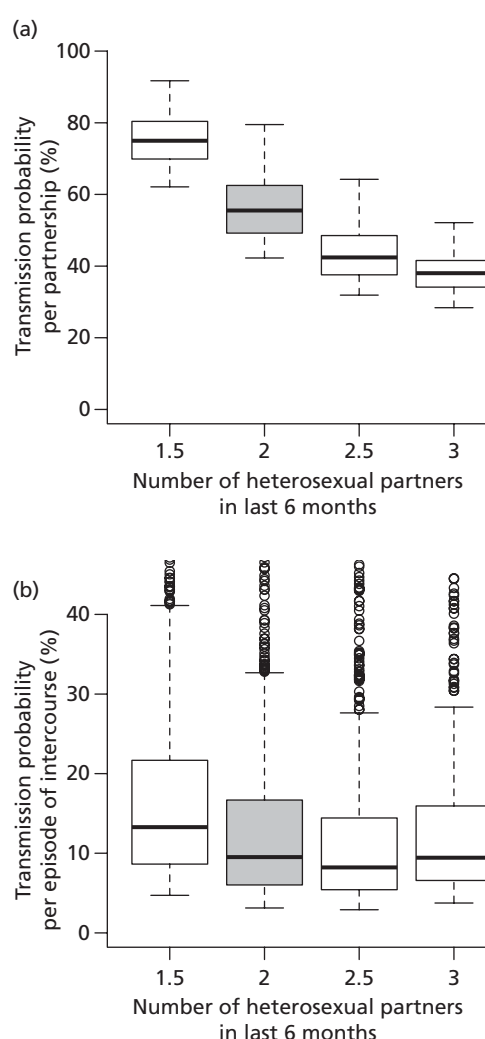 (a)
Transmission probability
per partnership (%)
100
80
60
40
20
0
1.5 2 2.5 3
Number of heterosexual partners
in last 6 months
(b)
Transmission probability
per episode of intercourse (%)
40
30
20
10
0
1.5 2 2.5 3
Number of heterosexual partners
in last 6 months